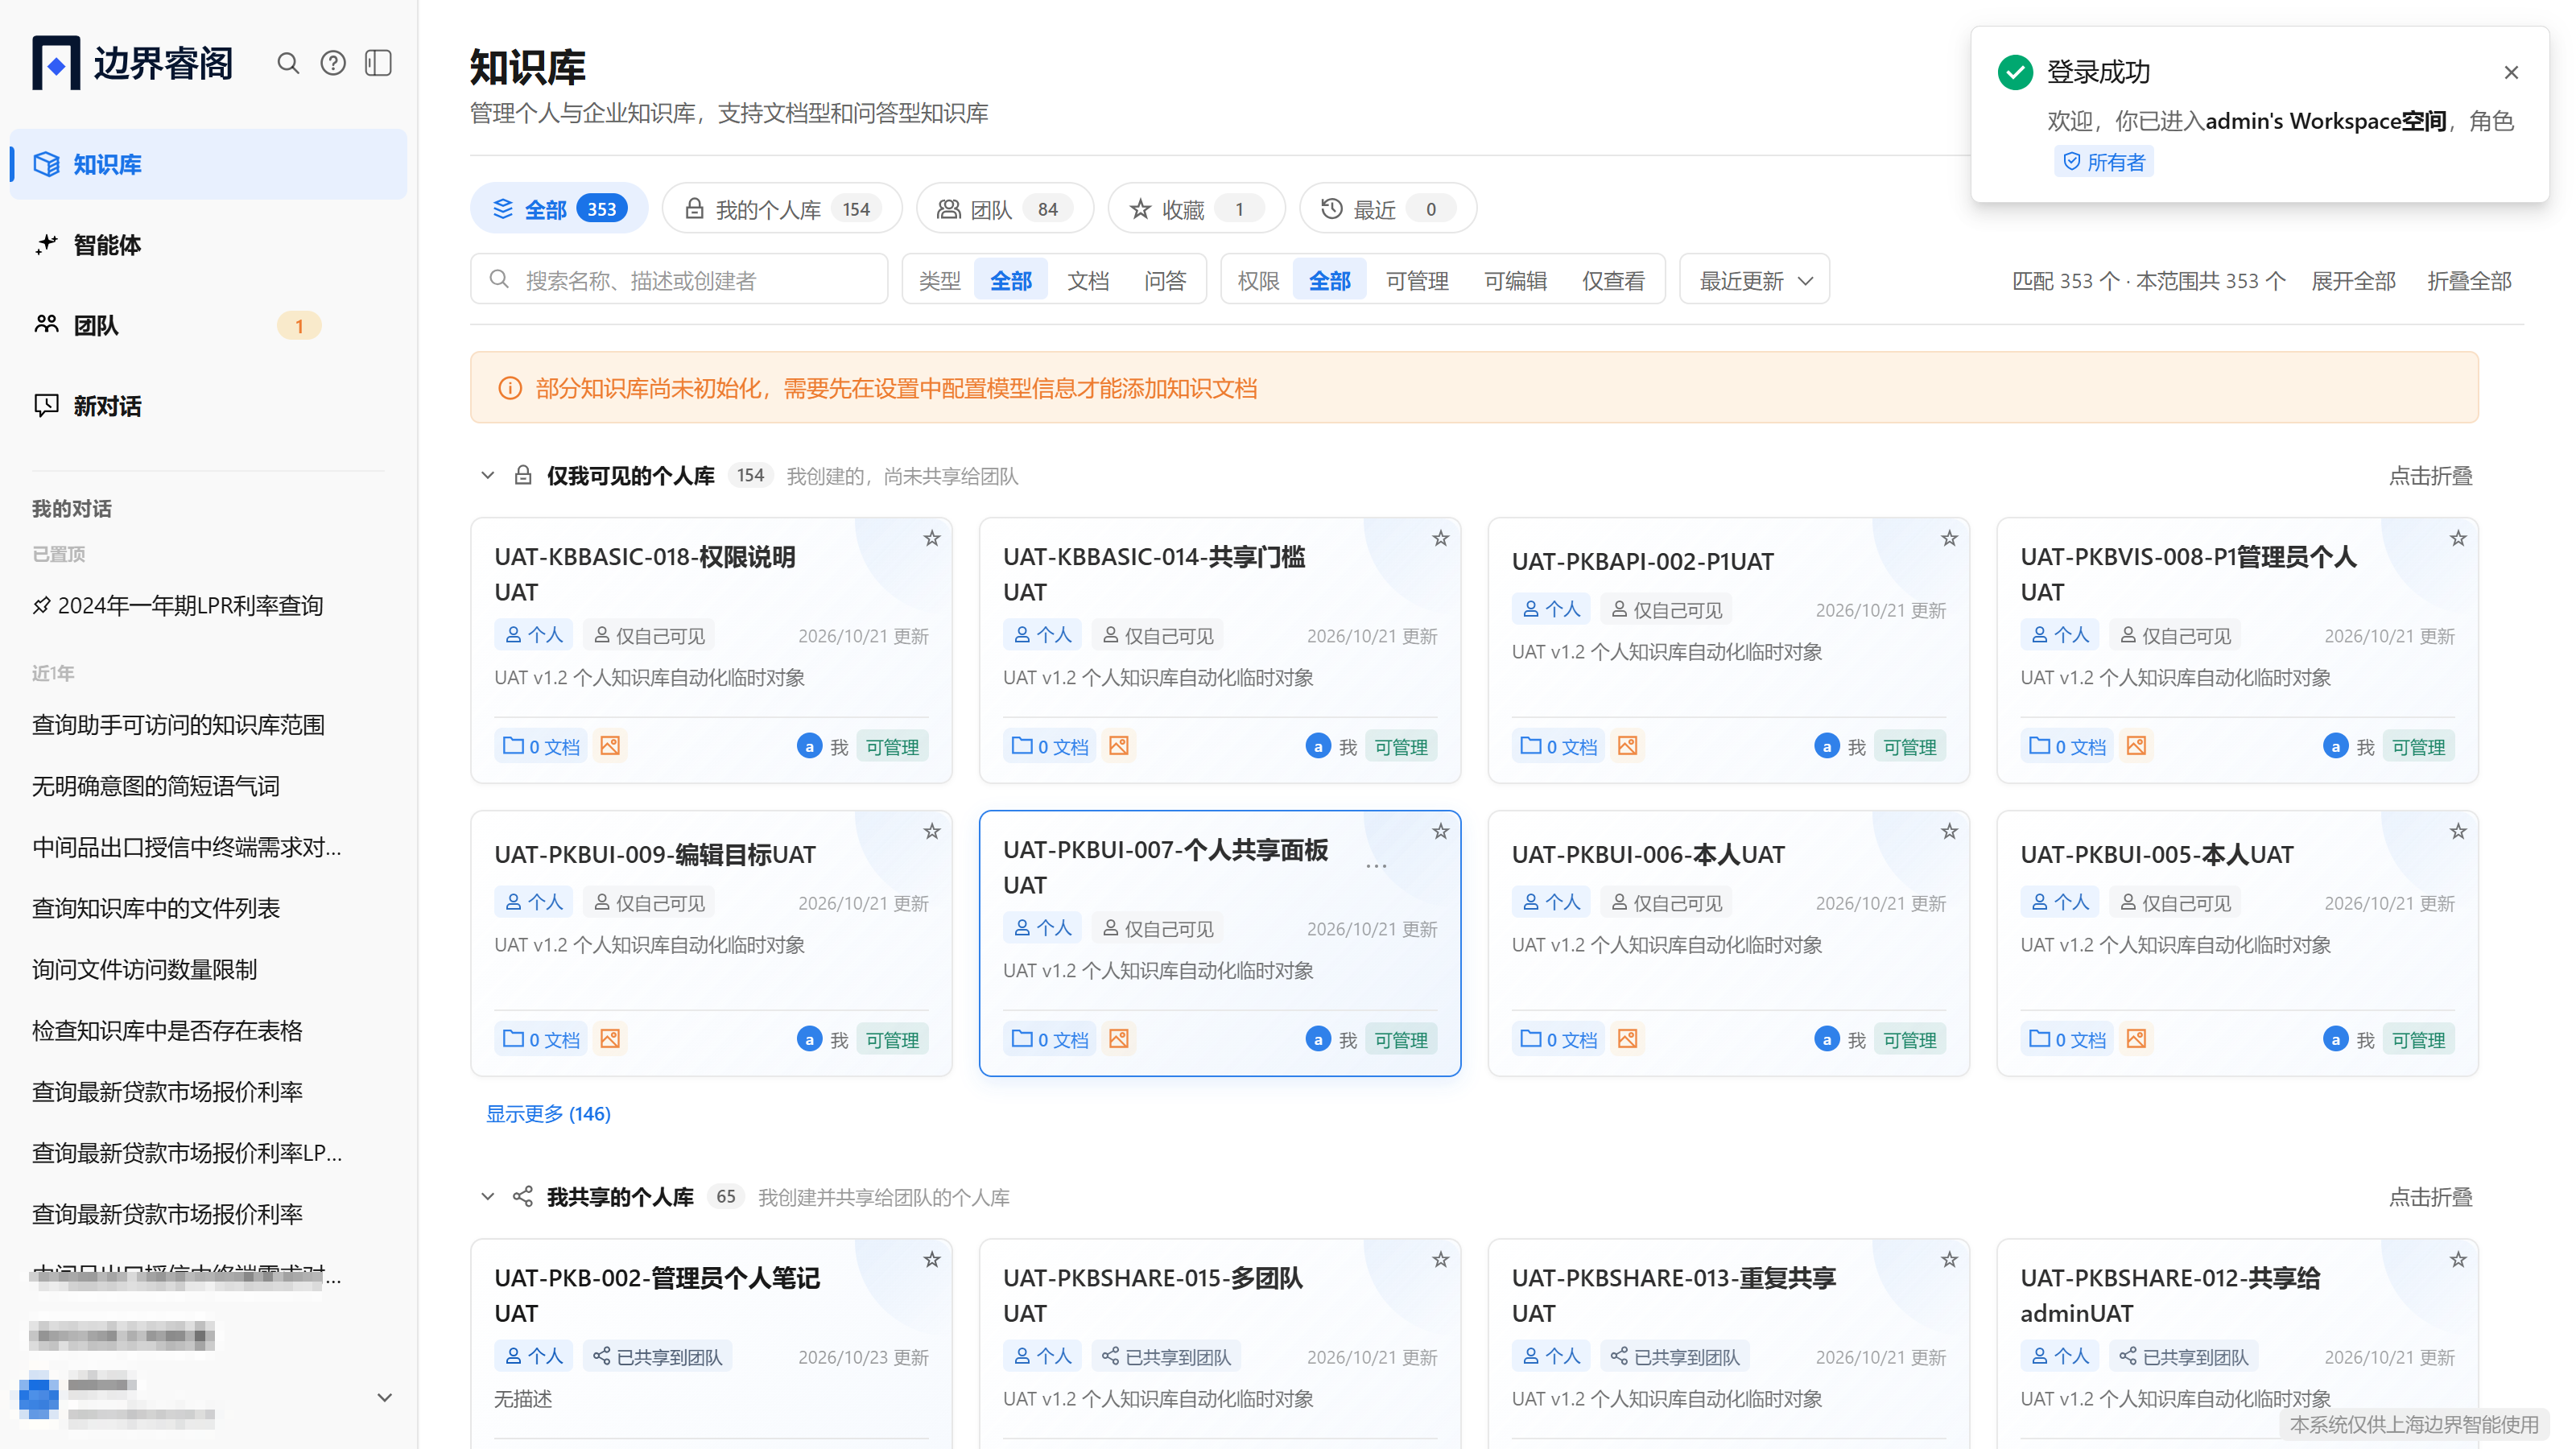 边界睿阁
知识库
智能体
团队 1
新对话
我的对话
已置顶
2024年一年期LPR利率查询
近1年
查询助手可访问的知识库范围
无明确意图的简短语气词
中间品出口授信中终端需求对...
查询知识库中的文件列表
询问文件访问数量限制
检查知识库中是否存在表格
查询最新贷款市场报价利率
查询最新贷款市场报价利率LP...
查询最新贷款市场报价利率
知识库
管理个人与企业知识库，支持文档型和问答型知识库
登录成功
欢迎，你已进入admin's Workspace空间，角色
所有者
全部 353 我的个人库 154 团队 84 收藏 1 最近 0
搜索名称、描述或创建者 类型 全部 文档 问答 权限 全部 可管理 可编辑 仅查看 最近更新 匹配 353 个 · 本范围共 353 个 展开全部 折叠全部
部分知识库尚未初始化，需要先在设置中配置模型信息才能添加知识文档
仅我可见的个人库 154 我创建的，尚未共享给团队 点击折叠
UAT-KBBASIC-018-权限说明
UAT
个人 仅自己可见 2026/10/21 更新
UAT v1.2 个人知识库自动化临时对象
0 文档 a 我 可管理
UAT-KBBASIC-014-共享门槛
UAT
个人 仅自己可见 2026/10/21 更新
UAT v1.2 个人知识库自动化临时对象
0 文档 a 我 可管理
UAT-PKBAPI-002-P1UAT
个人 仅自己可见 2026/10/21 更新
UAT v1.2 个人知识库自动化临时对象
0 文档 a 我 可管理
UAT-PKBVIS-008-P1管理员个人
UAT
个人 仅自己可见 2026/10/21 更新
UAT v1.2 个人知识库自动化临时对象
0 文档 a 我 可管理
UAT-PKBUI-009-编辑目标UAT
个人 仅自己可见 2026/10/21 更新
UAT v1.2 个人知识库自动化临时对象
0 文档 a 我 可管理
UAT-PKBUI-007-个人共享面板
UAT
...
个人 仅自己可见 2026/10/21 更新
UAT v1.2 个人知识库自动化临时对象
0 文档 a 我 可管理
UAT-PKBUI-006-本人UAT
个人 仅自己可见 2026/10/21 更新
UAT v1.2 个人知识库自动化临时对象
0 文档 a 我 可管理
UAT-PKBUI-005-本人UAT
个人 仅自己可见 2026/10/21 更新
UAT v1.2 个人知识库自动化临时对象
0 文档 a 我 可管理
显示更多 (146)
我共享的个人库 65 我创建并共享给团队的个人库 点击折叠
UAT-PKB-002-管理员个人笔记
UAT
个人 已共享到团队 2026/10/23 更新
无描述
UAT-PKBSHARE-015-多团队
UAT
个人 已共享到团队 2026/10/21 更新
UAT v1.2 个人知识库自动化临时对象
UAT-PKBSHARE-013-重复共享
UAT
个人 已共享到团队 2026/10/21 更新
UAT v1.2 个人知识库自动化临时对象
UAT-PKBSHARE-012-共享给
adminUAT
个人 已共享到团队 2026/10/21 更新
UAT v1.2 个人知识库自动化临时对象
本系统仅供上海边界智能使用